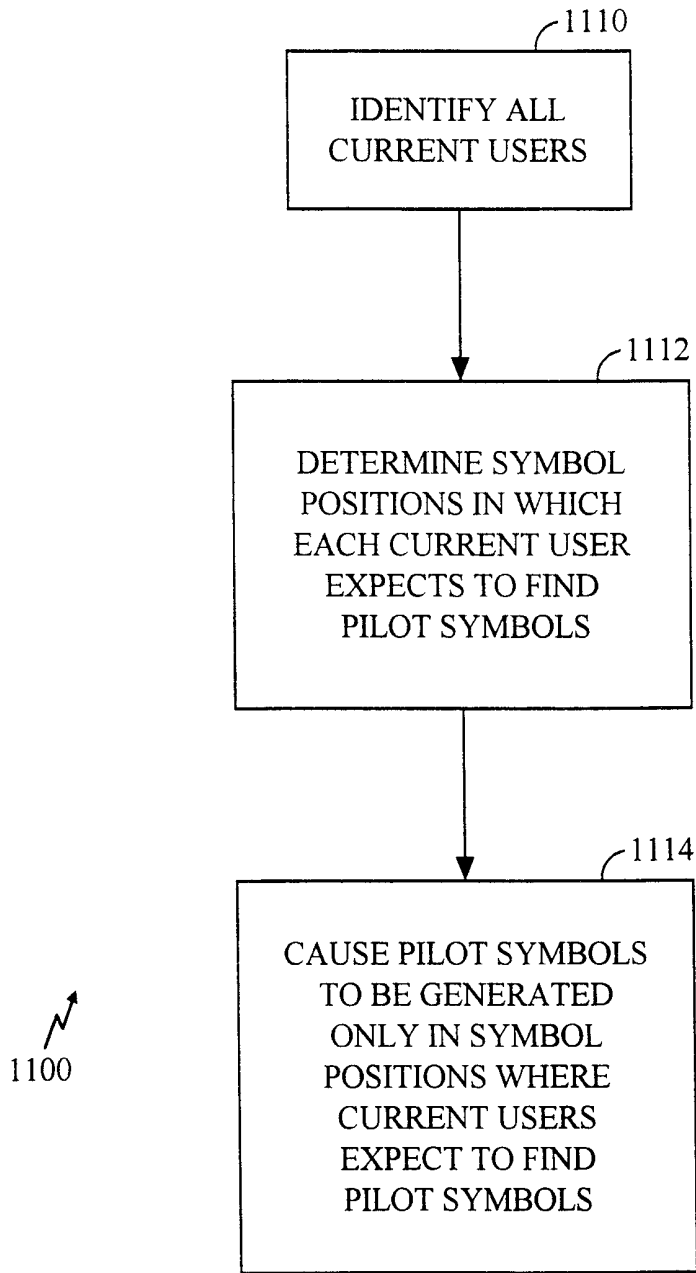 1110
IDENTIFY ALL
CURRENT USERS
1112
DETERMINE SYMBOL
POSITIONS IN WHICH
EACH CURRENT USER
EXPECTS TO FIND
PILOT SYMBOLS
1114
CAUSE PILOT SYMBOLS
TO BE GENERATED
ONLY IN SYMBOL
POSITIONS WHERE
CURRENT USERS
EXPECT TO FIND
PILOT SYMBOLS
1100